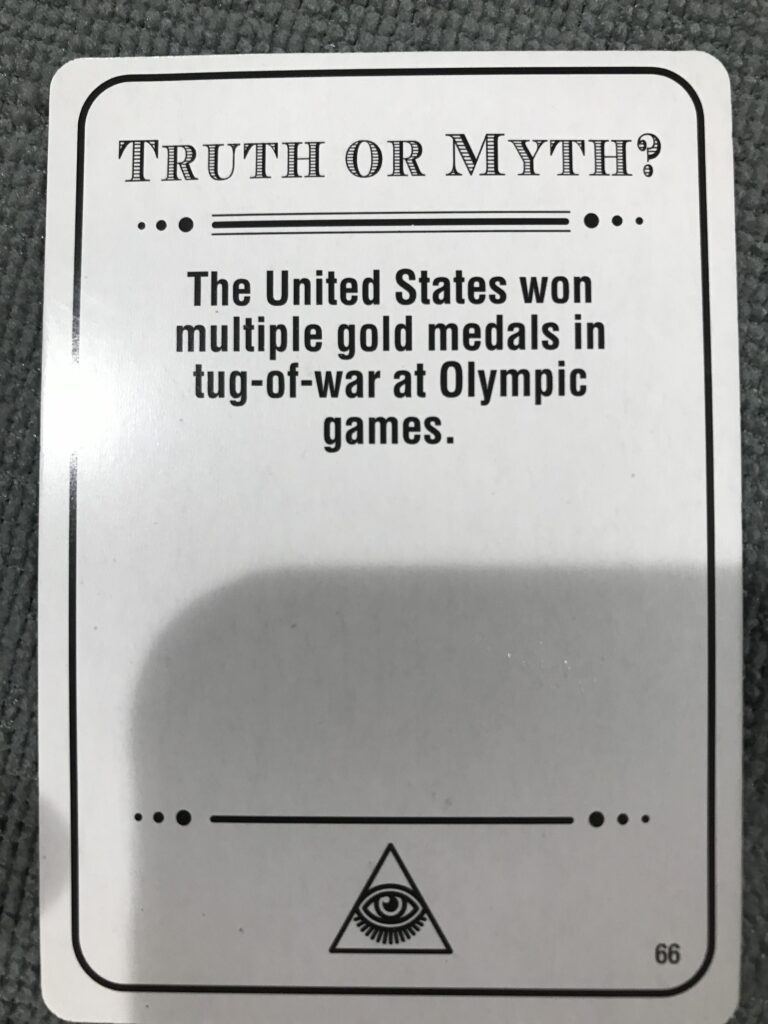 TRUTH OR MYTH?
The United States won
multiple gold medals in
tug-of-war at Olympic
games.
66